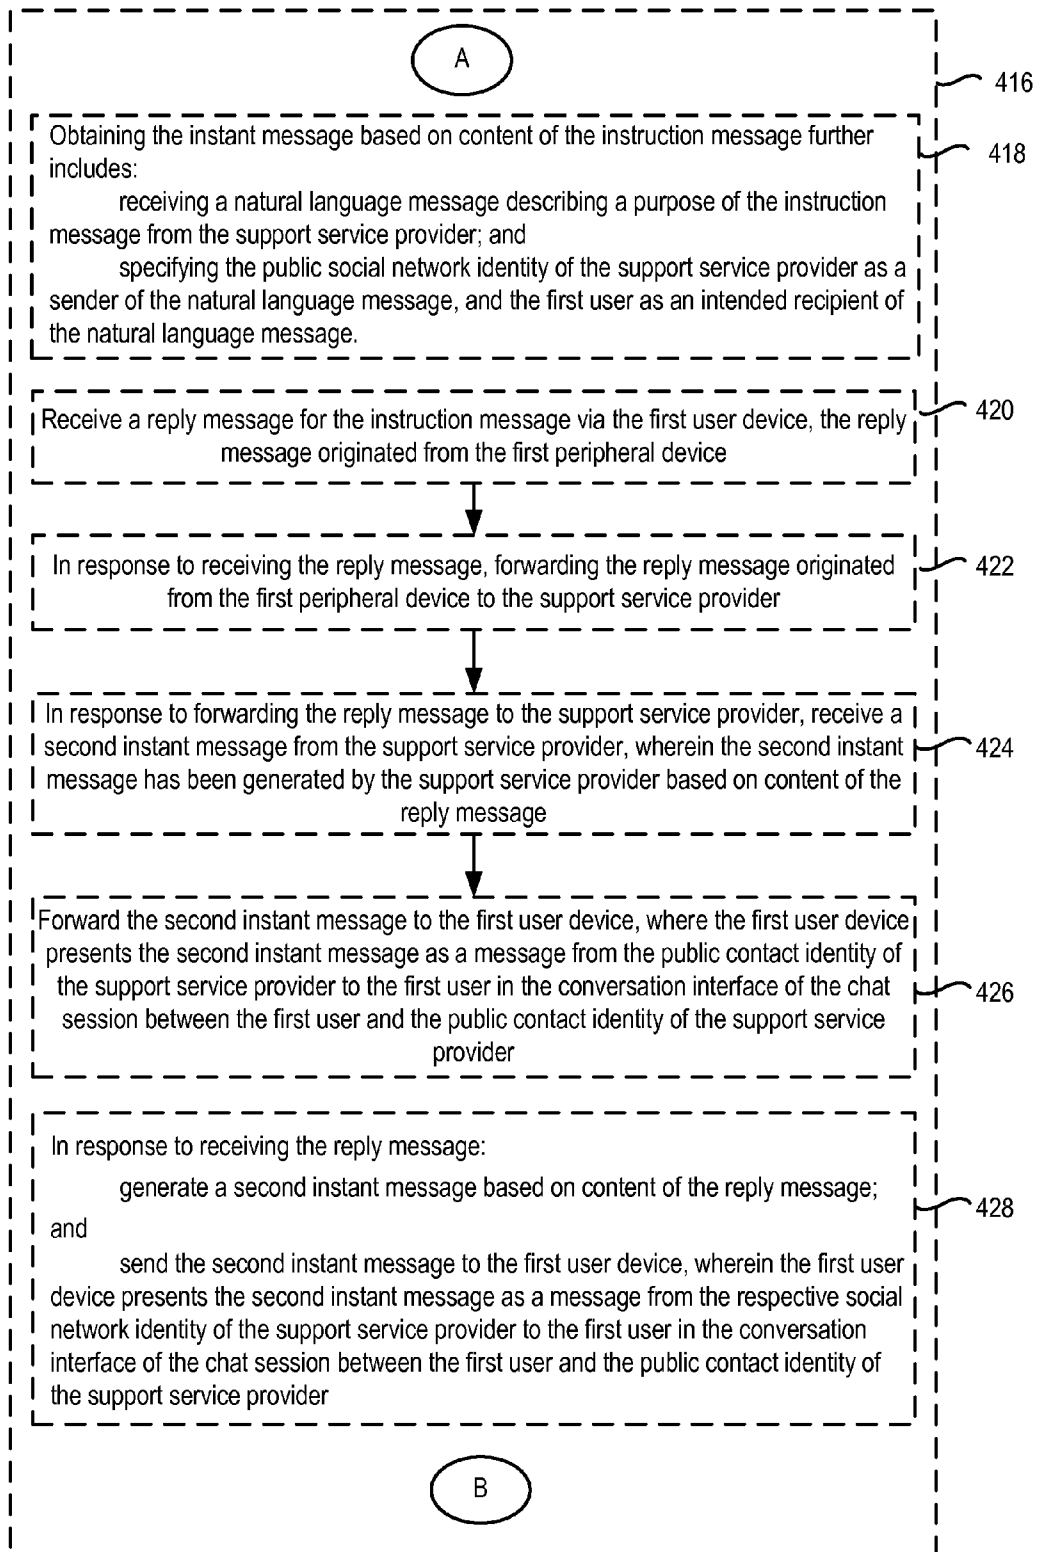 A
416
Obtaining the instant message based on content of the instruction message further
includes:
418
receiving a natural language message describing a purpose of the instruction
message from the support service provider; and
specifying the public social network identity of the support service provider as a
sender of the natural language message, and the first user as an intended recipient of
the natural language message.
Receive a reply message for the instruction message via the first user device, the reply
message originated from the first peripheral device
420
In response to receiving the reply message, forwarding the reply message originated
from the first peripheral device to the support service provider
422
In response to forwarding the reply message to the support service provider, receive a
second instant message from the support service provider, wherein the second instant
message has been generated by the support service provider based on content of the
reply message
424
Forward the second instant message to the first user device, where the first user device
presents the second instant message as a message from the public contact identity of
the support service provider to the first user in the conversation interface of the chat
session between the first user and the public contact identity of the support service
provider
426
In response to receiving the reply message:
generate a second instant message based on content of the reply message;
and
428
send the second instant message to the first user device, wherein the first user
device presents the second instant message as a message from the respective social
network identity of the support service provider to the first user in the conversation
interface of the chat session between the first user and the public contact identity of
the support service provider
B